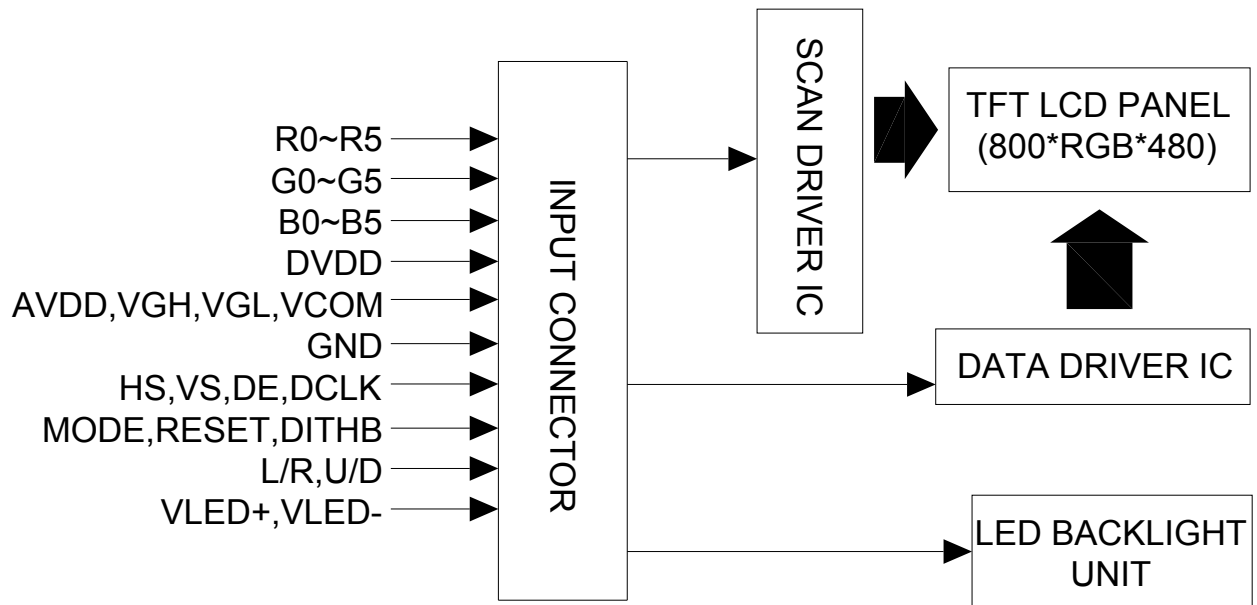 R0~R5
G0~G5
B0~B5
DVDD
AVDD,VGH,VGL,VCOM
GND
HS,VS,DE,DCLK
MODE,RESET,DITHB
L/R,U/D
VLED+,VLED-
INPUT CONNECTOR
SCAN DRIVER IC
TFT LCD PANEL
(800*RGB*480)
DATA DRIVER IC
LED BACKLIGHT
UNIT